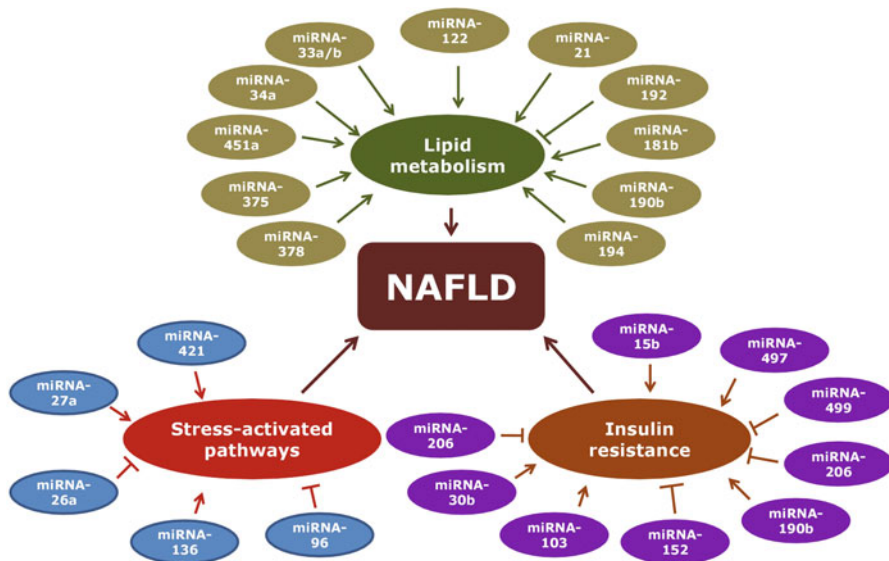 miRNA-
122
miRNA-
33a/b
miRNA-
21
miRNA-
34a
miRNA-
192
miRNA-
451a
Lipid
metabolism
miRNA-
181b
miRNA-
375
miRNA-
190b
miRNA-
378
miRNA-
194
NAFLD
miRNA-
421
miRNA-
15b
miRNA-
497
miRNA-
27a
miRNA-
499
Stress-activated
pathways
miRNA-
206
Insulin
resistance
miRNA-
206
miRNA-
26a
miRNA-
30b
miRNA-
190b
miRNA-
136
miRNA-
96
miRNA-
103
miRNA-
152